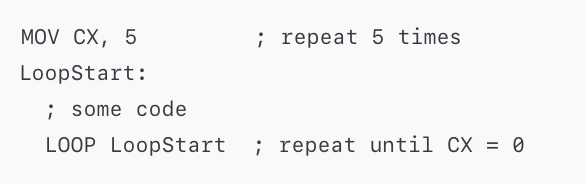 MOV CX, 5         ; repeat 5 times
LoopStart:
  ; some code
  LOOP LoopStart  ; repeat until CX = 0